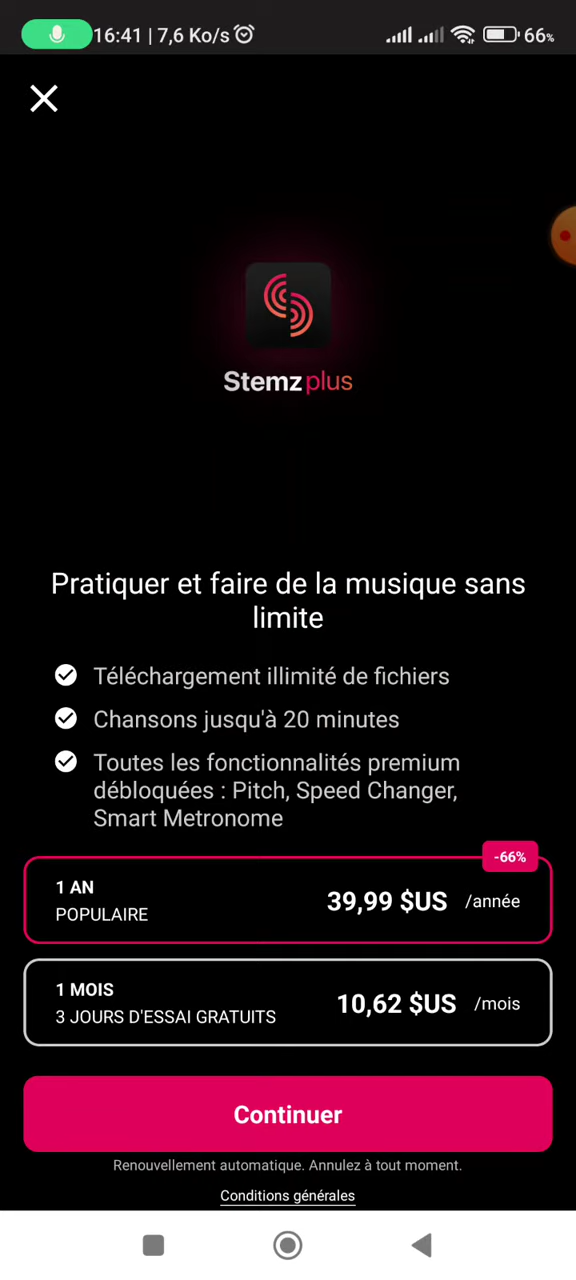 16:41 | 7,6 Ko/s 66%
Stemz plus
Pratiquer et faire de la musique sans
limite
Téléchargement illimité de fichiers
Chansons jusqu'à 20 minutes
Toutes les fonctionnalités premium
débloquées : Pitch, Speed Changer,
Smart Metronome
-66%
1 AN
POPULAIRE
39,99 $US /année
1 MOIS
3 JOURS D'ESSAI GRATUITS
10,62 $US /mois
Continuer
Renouvellement automatique. Annulez à tout moment.
Conditions générales